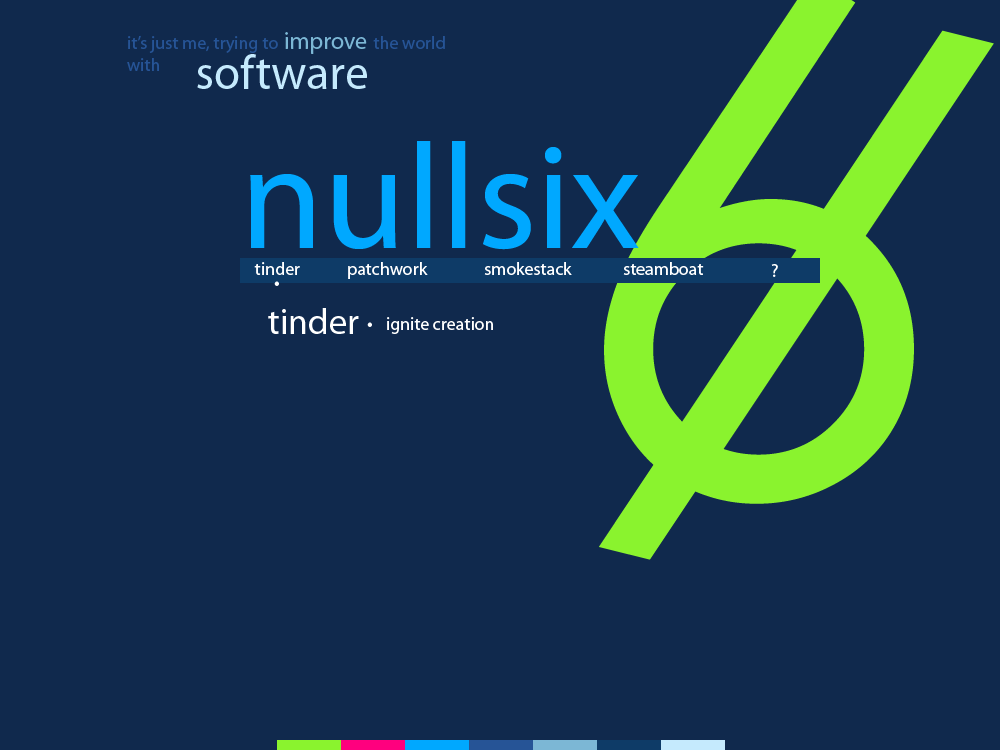 it's just me, trying to improve the world
with software
nullsix
tinder patchwork smokestack steamboat ?
tinder • ignite creation